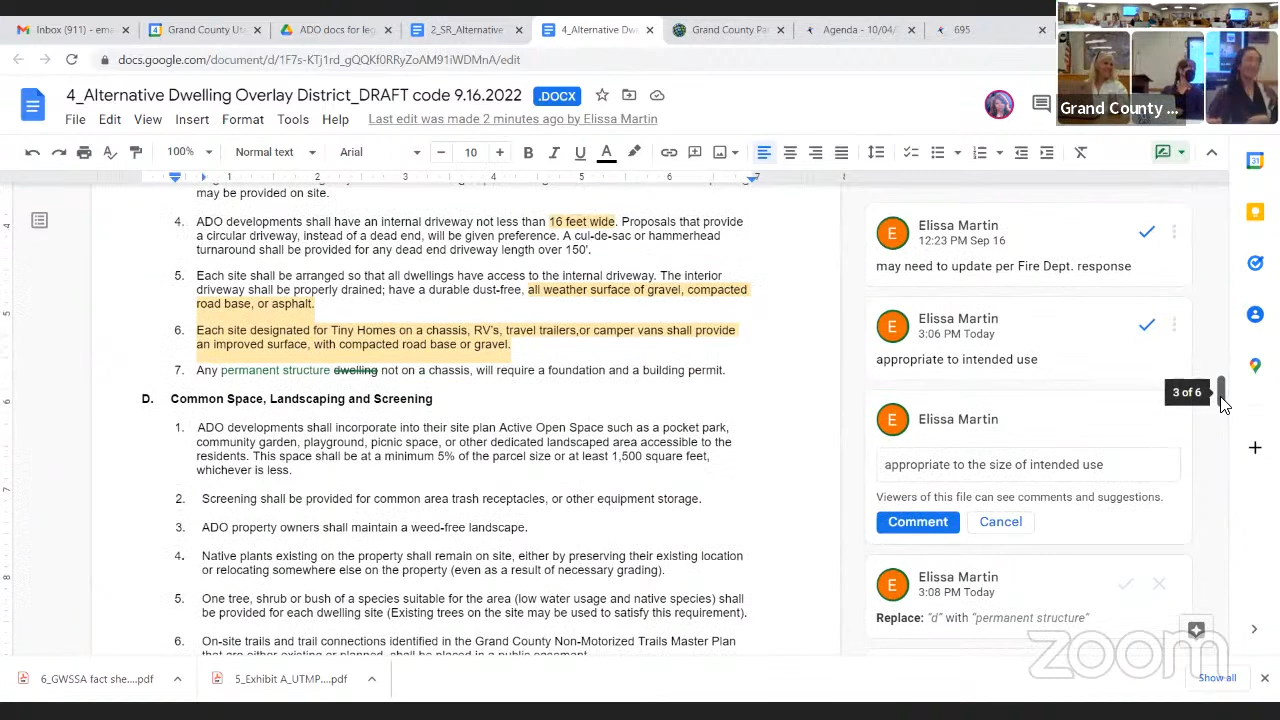 Inbox (911) - ema
Grand County Ut
ADO docs for
2_SR_Alternative
4_Alternative Dw
Grand County Pa
Agenda - 10/04/
695
4_Alternative Dwelling Overlay District_DRAFT code 9.16.2022
.DOCX
File Edit View Insert Format Tools Help
Last edit was made 2 minutes ago by Elissa Martin
Grand County ...
100% Normal text Arial 10
may be provided on site.
4. ADO developments shall have an internal driveway not less than 16 feet wide. Proposals that provide
a circular driveway, instead of a dead end, will be given preference. A cul-de-sac or hammerhead
turnaround shall be provided for any dead end driveway length over 150'.
5. Each site shall be arranged so that all dwellings have access to the internal driveway. The interior
driveway shall be properly drained; have a durable dust-free, all weather surface of gravel, compacted
road base, or asphalt.
6. Each site designated for Tiny Homes on a chassis, RV's, travel trailers,or camper vans shall provide
an improved surface, with compacted road base or gravel.
7. Any permanent structure dwelling not on a chassis, will require a foundation and a building permit.
D. Common Space, Landscaping and Screening
1. ADO developments shall incorporate into their site plan Active Open Space such as a pocket park,
community garden, playground, picnic space, or other dedicated landscaped area accessible to the
residents. This space shall be at a minimum 5% of the parcel size or at least 1,500 square feet,
whichever is less.
2. Screening shall be provided for common area trash receptacles, or other equipment storage.
3. ADO property owners shall maintain a weed-free landscape.
4. Native plants existing on the property shall remain on site, either by preserving their existing location
or relocating somewhere else on the property (even as a result of necessary grading).
5. One tree, shrub or bush of a species suitable for the area (low water usage and native species) shall
be provided for each dwelling site (Existing trees on the site may be used to satisfy this requirement).
6. On-site trails and trail connections identified in the Grand County Non-Motorized Trails Master Plan
that are either existing or planned, shall be placed in a public easement.
Elissa Martin
12:23 PM Sep 16
may need to update per Fire Dept. response
Elissa Martin
3:06 PM Today
appropriate to intended use
3 of 6
Elissa Martin
appropriate to the size of intended use
Viewers of this file can see comments and suggestions.
Comment Cancel
Elissa Martin
3:08 PM Today
Replace: "d" with "permanent structure"
zoom
6_GWSSA fact she....pdf
5_Exhibit A_UTMP....pdf
Show all